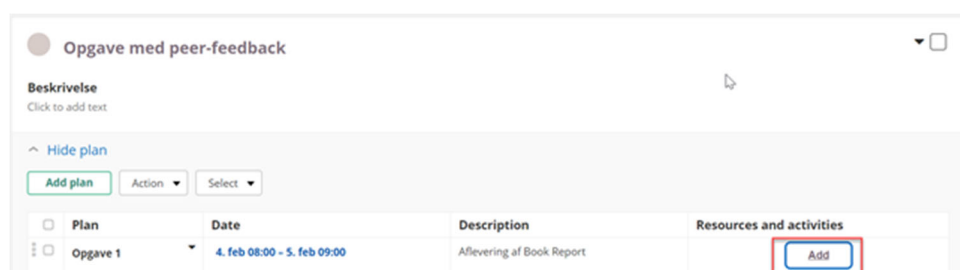 Opgave med peer-feedback
Beskrivelse
Click to add text
Hide plan
Add plan Action Select
Plan Date Description Resources and activities
Opgave 1 4. feb 08:00 – 5. feb 09:00 Aflevering af Book Report Add